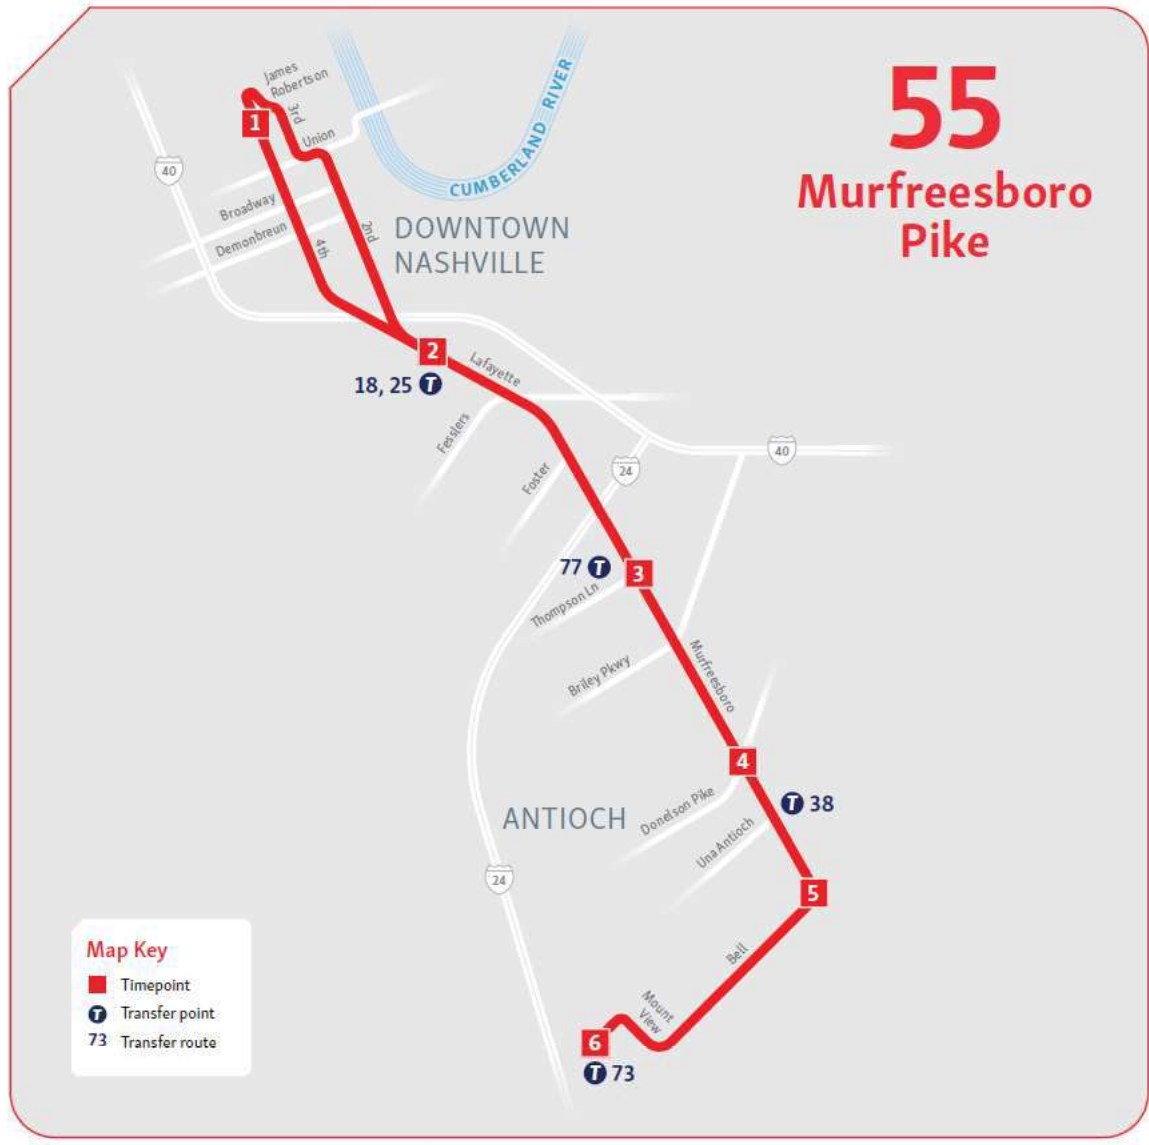 55
Murfreesboro
Pike
James
Robertson
3rd
1
Union
CUMBERLAND RIVER
40
Broadway
Demonbreun
4th
2nd
DOWNTOWN
NASHVILLE
2
18, 25 T
Lafayette
Fesslers
Foster
24
40
77 T
3
Thompson Ln
Briley Pkwy
Murfreesboro
4
T 38
ANTIOCH
Donelson Pike
Una Antioch
24
5
Bell
Mount
View
6
T 73
Map Key
Timepoint
T Transfer point
73 Transfer route